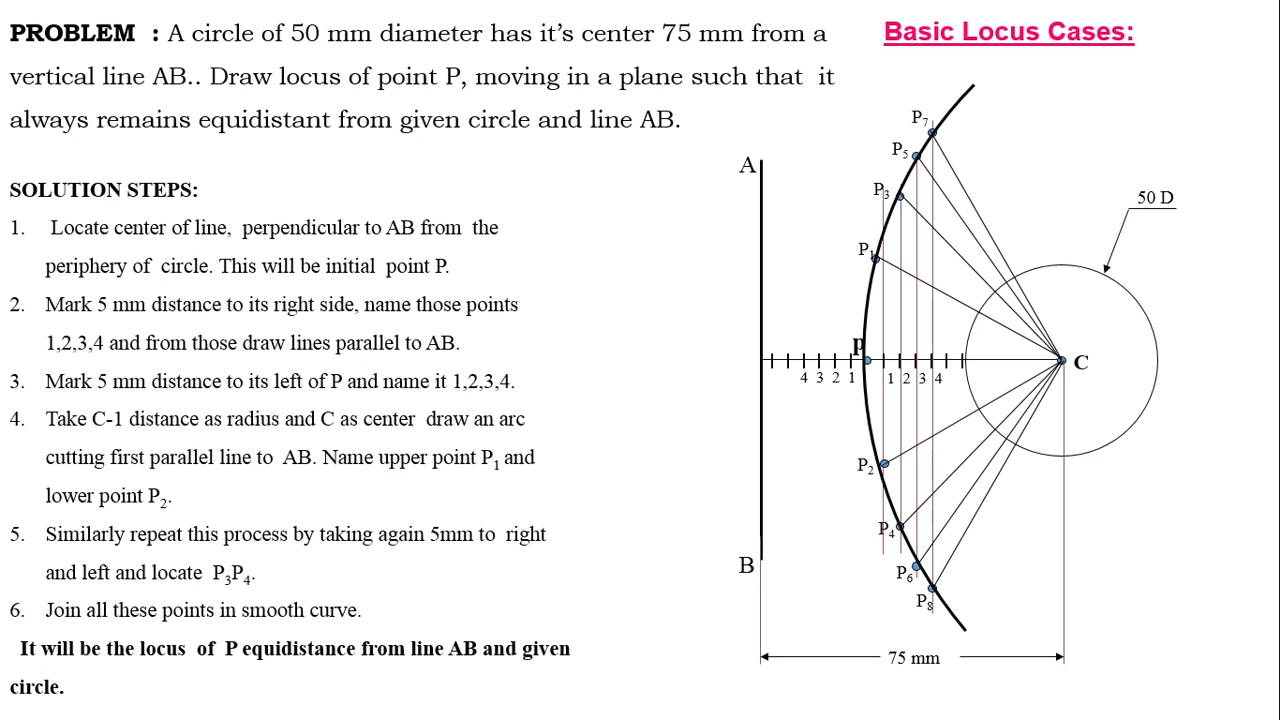 PROBLEM : A circle of 50 mm diameter has it's center 75 mm from a
vertical line AB.. Draw locus of point P, moving in a plane such that it
always remains equidistant from given circle and line AB.
SOLUTION STEPS:
1. Locate center of line, perpendicular to AB from the
periphery of circle. This will be initial point P.
2. Mark 5 mm distance to its right side, name those points
1,2,3,4 and from those draw lines parallel to AB.
3. Mark 5 mm distance to its left of P and name it 1,2,3,4.
4. Take C-1 distance as radius and C as center draw an arc
cutting first parallel line to AB. Name upper point P₁ and
lower point P₂.
5. Similarly repeat this process by taking again 5mm to right
and left and locate P₃P₄.
6. Join all these points in smooth curve.
It will be the locus of P equidistance from line AB and given
circle.
Basic Locus Cases:
P₇
P₅
A
P₃
50 D
P₁
p
C
4 3 2 1 1 2 3 4
P₂
P₄
B
P₆
P₈
75 mm